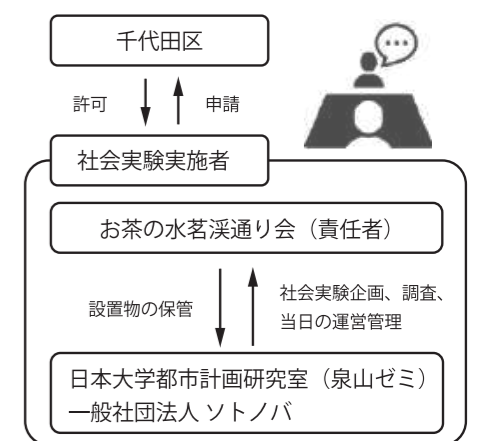 千代田区
許可
申請
社会実験実施者
お茶の水茗渓通り会（責任者）
設置物の保管
社会実験企画、調査、
当日の運営管理
日本大学都市計画研究室（泉山ゼミ）
一般社団法人 ソトノバ